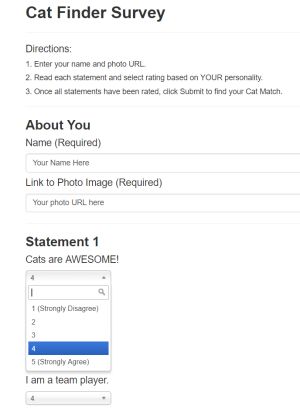 Cat Finder Survey
Directions:
1. Enter your name and photo URL.
2. Read each statement and select rating based on YOUR personality.
3. Once all statements have been rated, click Submit to find your Cat Match.
About You
Name (Required)
Your Name Here
Link to Photo Image (Required)
Your photo URL here
Statement 1
Cats are AWESOME!
4
1 (Strongly Disagree)
2
3
4
5 (Strongly Agree)
I am a team player.
4